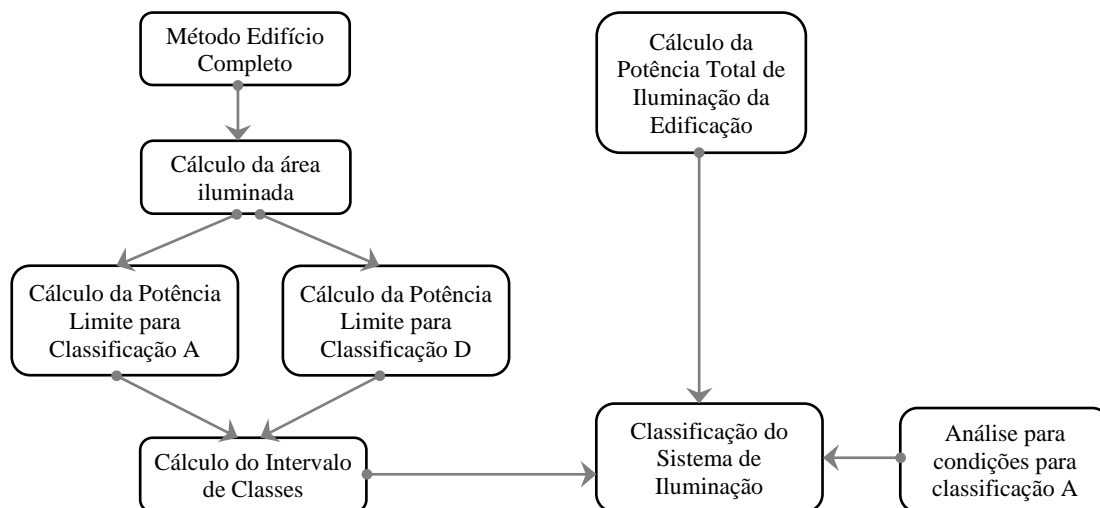 Método Edifício
Completo
Cálculo da
Potência Total de
Iluminação da
Edificação
Cálculo da área
iluminada
Cálculo da Potência
Limite para
Classificação A
Cálculo da Potência
Limite para
Classificação D
Cálculo do Intervalo
de Classes
Classificação do
Sistema de
Iluminação
Análise para
condições para
classificação A